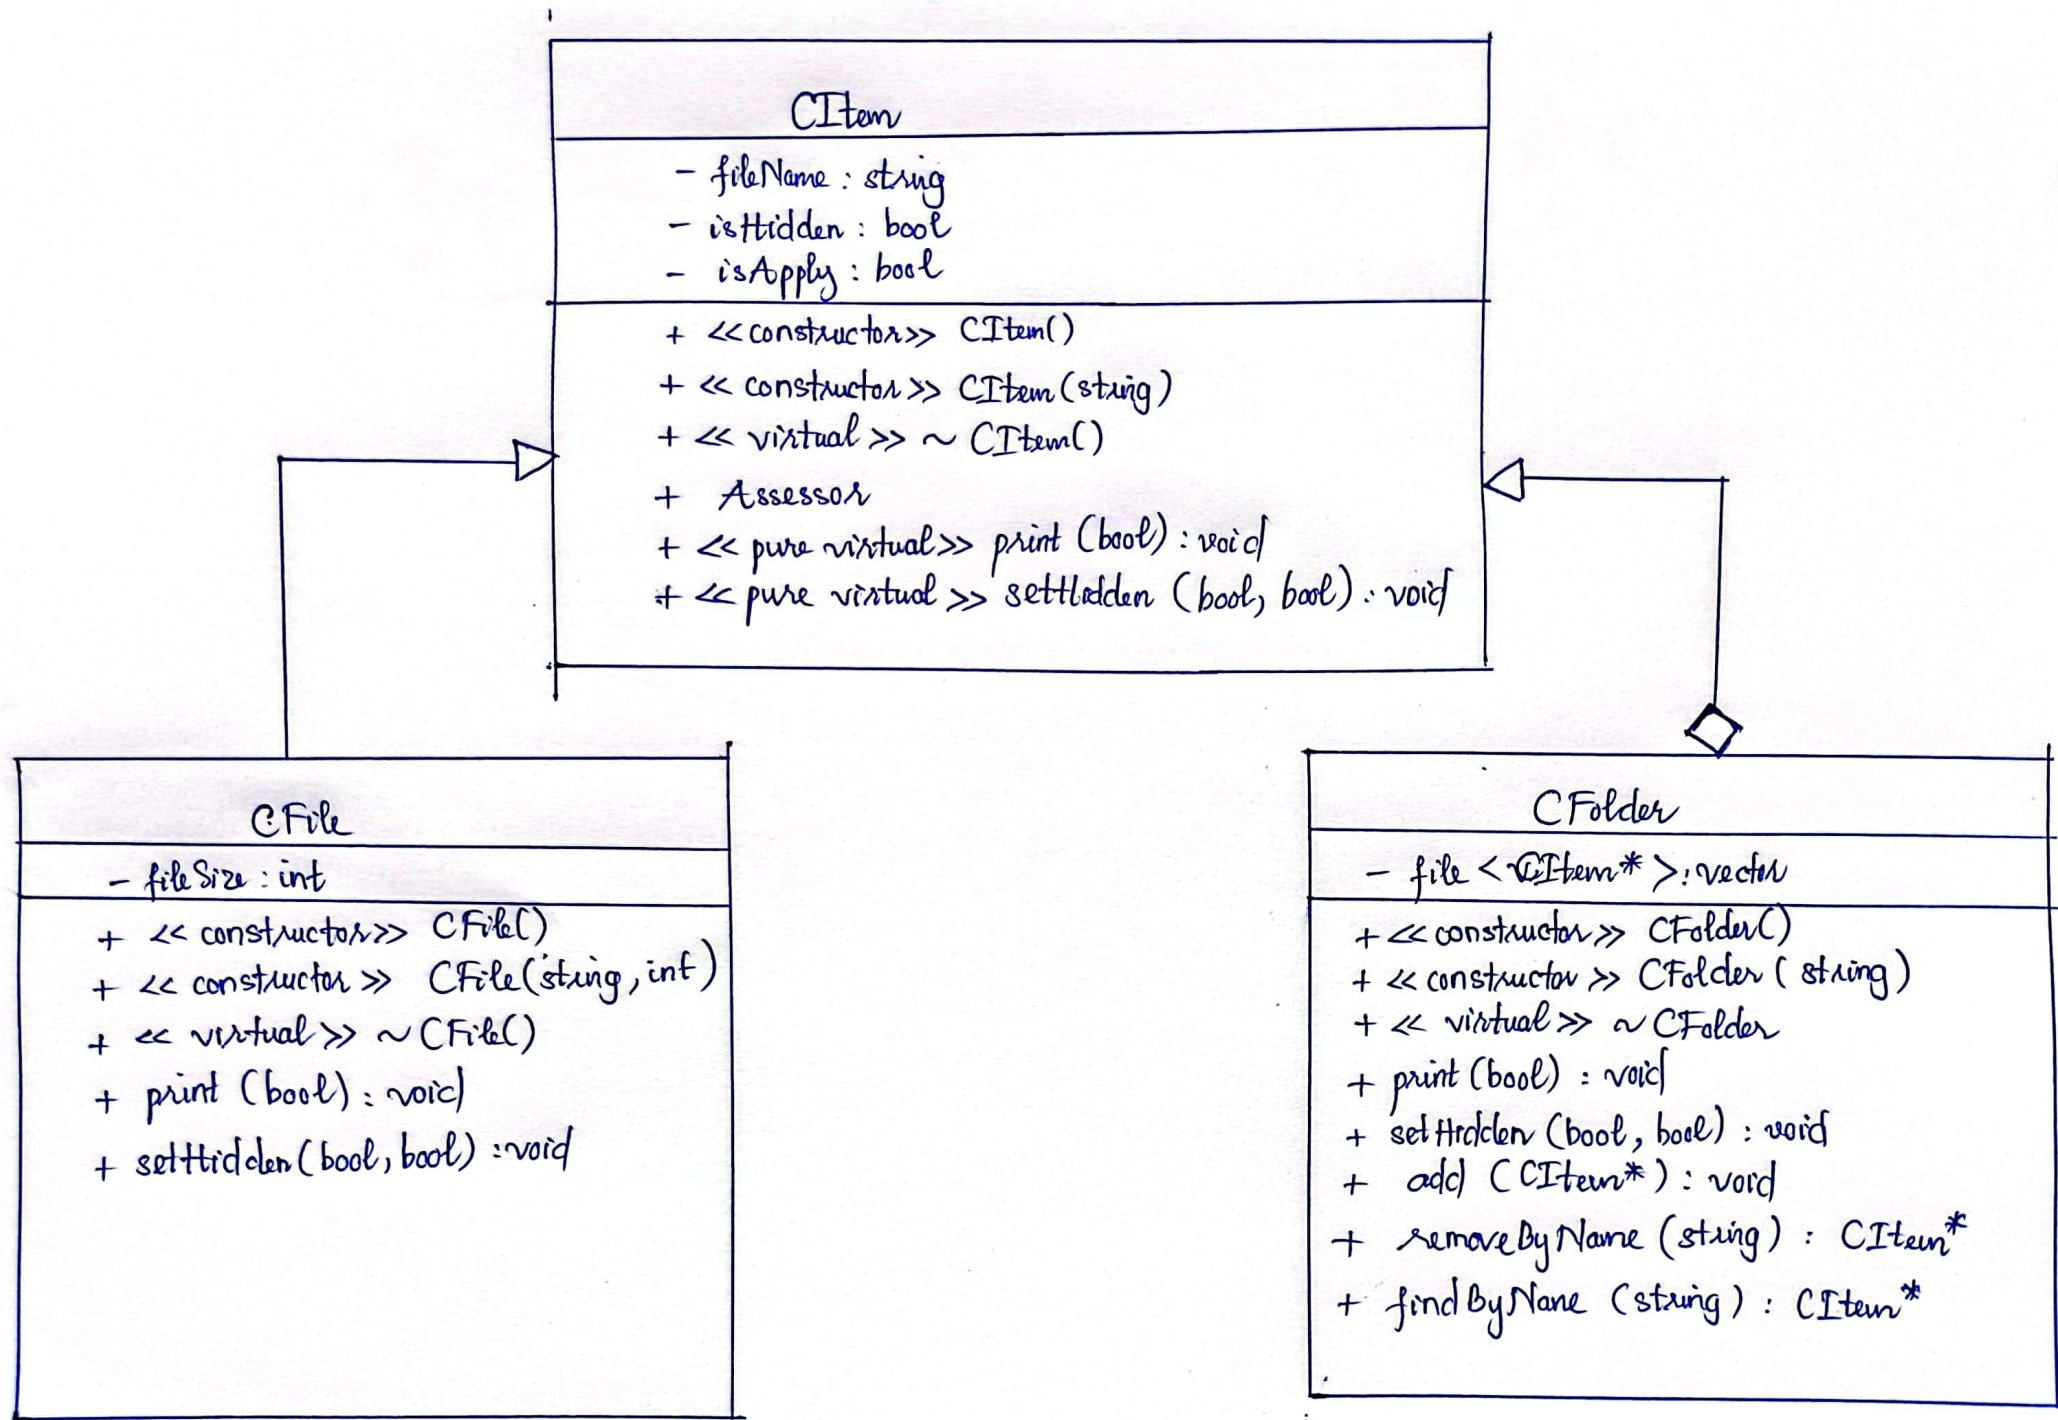 CItem
- fileName : string
- isHidden : bool
- isApply : bool
+ <<constructor>> CItem()
+ << constructor >> CItem (string)
+ << virtual >> ~ CItem()
+ Assessor
+ << pure virtual>> print (bool) : void
+ << pure virtual >> setHidden (bool, bool) : void
CFile
- fileSize : int
+ << constructor>> CFile()
+ << constructor >> CFile(string, int)
+ << virtual >> ~ CFile()
+ print (bool) : void
+ setHidden (bool, bool) : void
CFolder
- file < CItem* > : vector
+ << constructor >> CFolder()
+ << constructor >> CFolder ( string)
+ << virtual >> ~ CFolder
+ print (bool) : void
+ setHidden (bool, bool) : void
+ add (CItem*) : void
+ removeByName (string) : CItem*
+ findByName (string) : CItem*